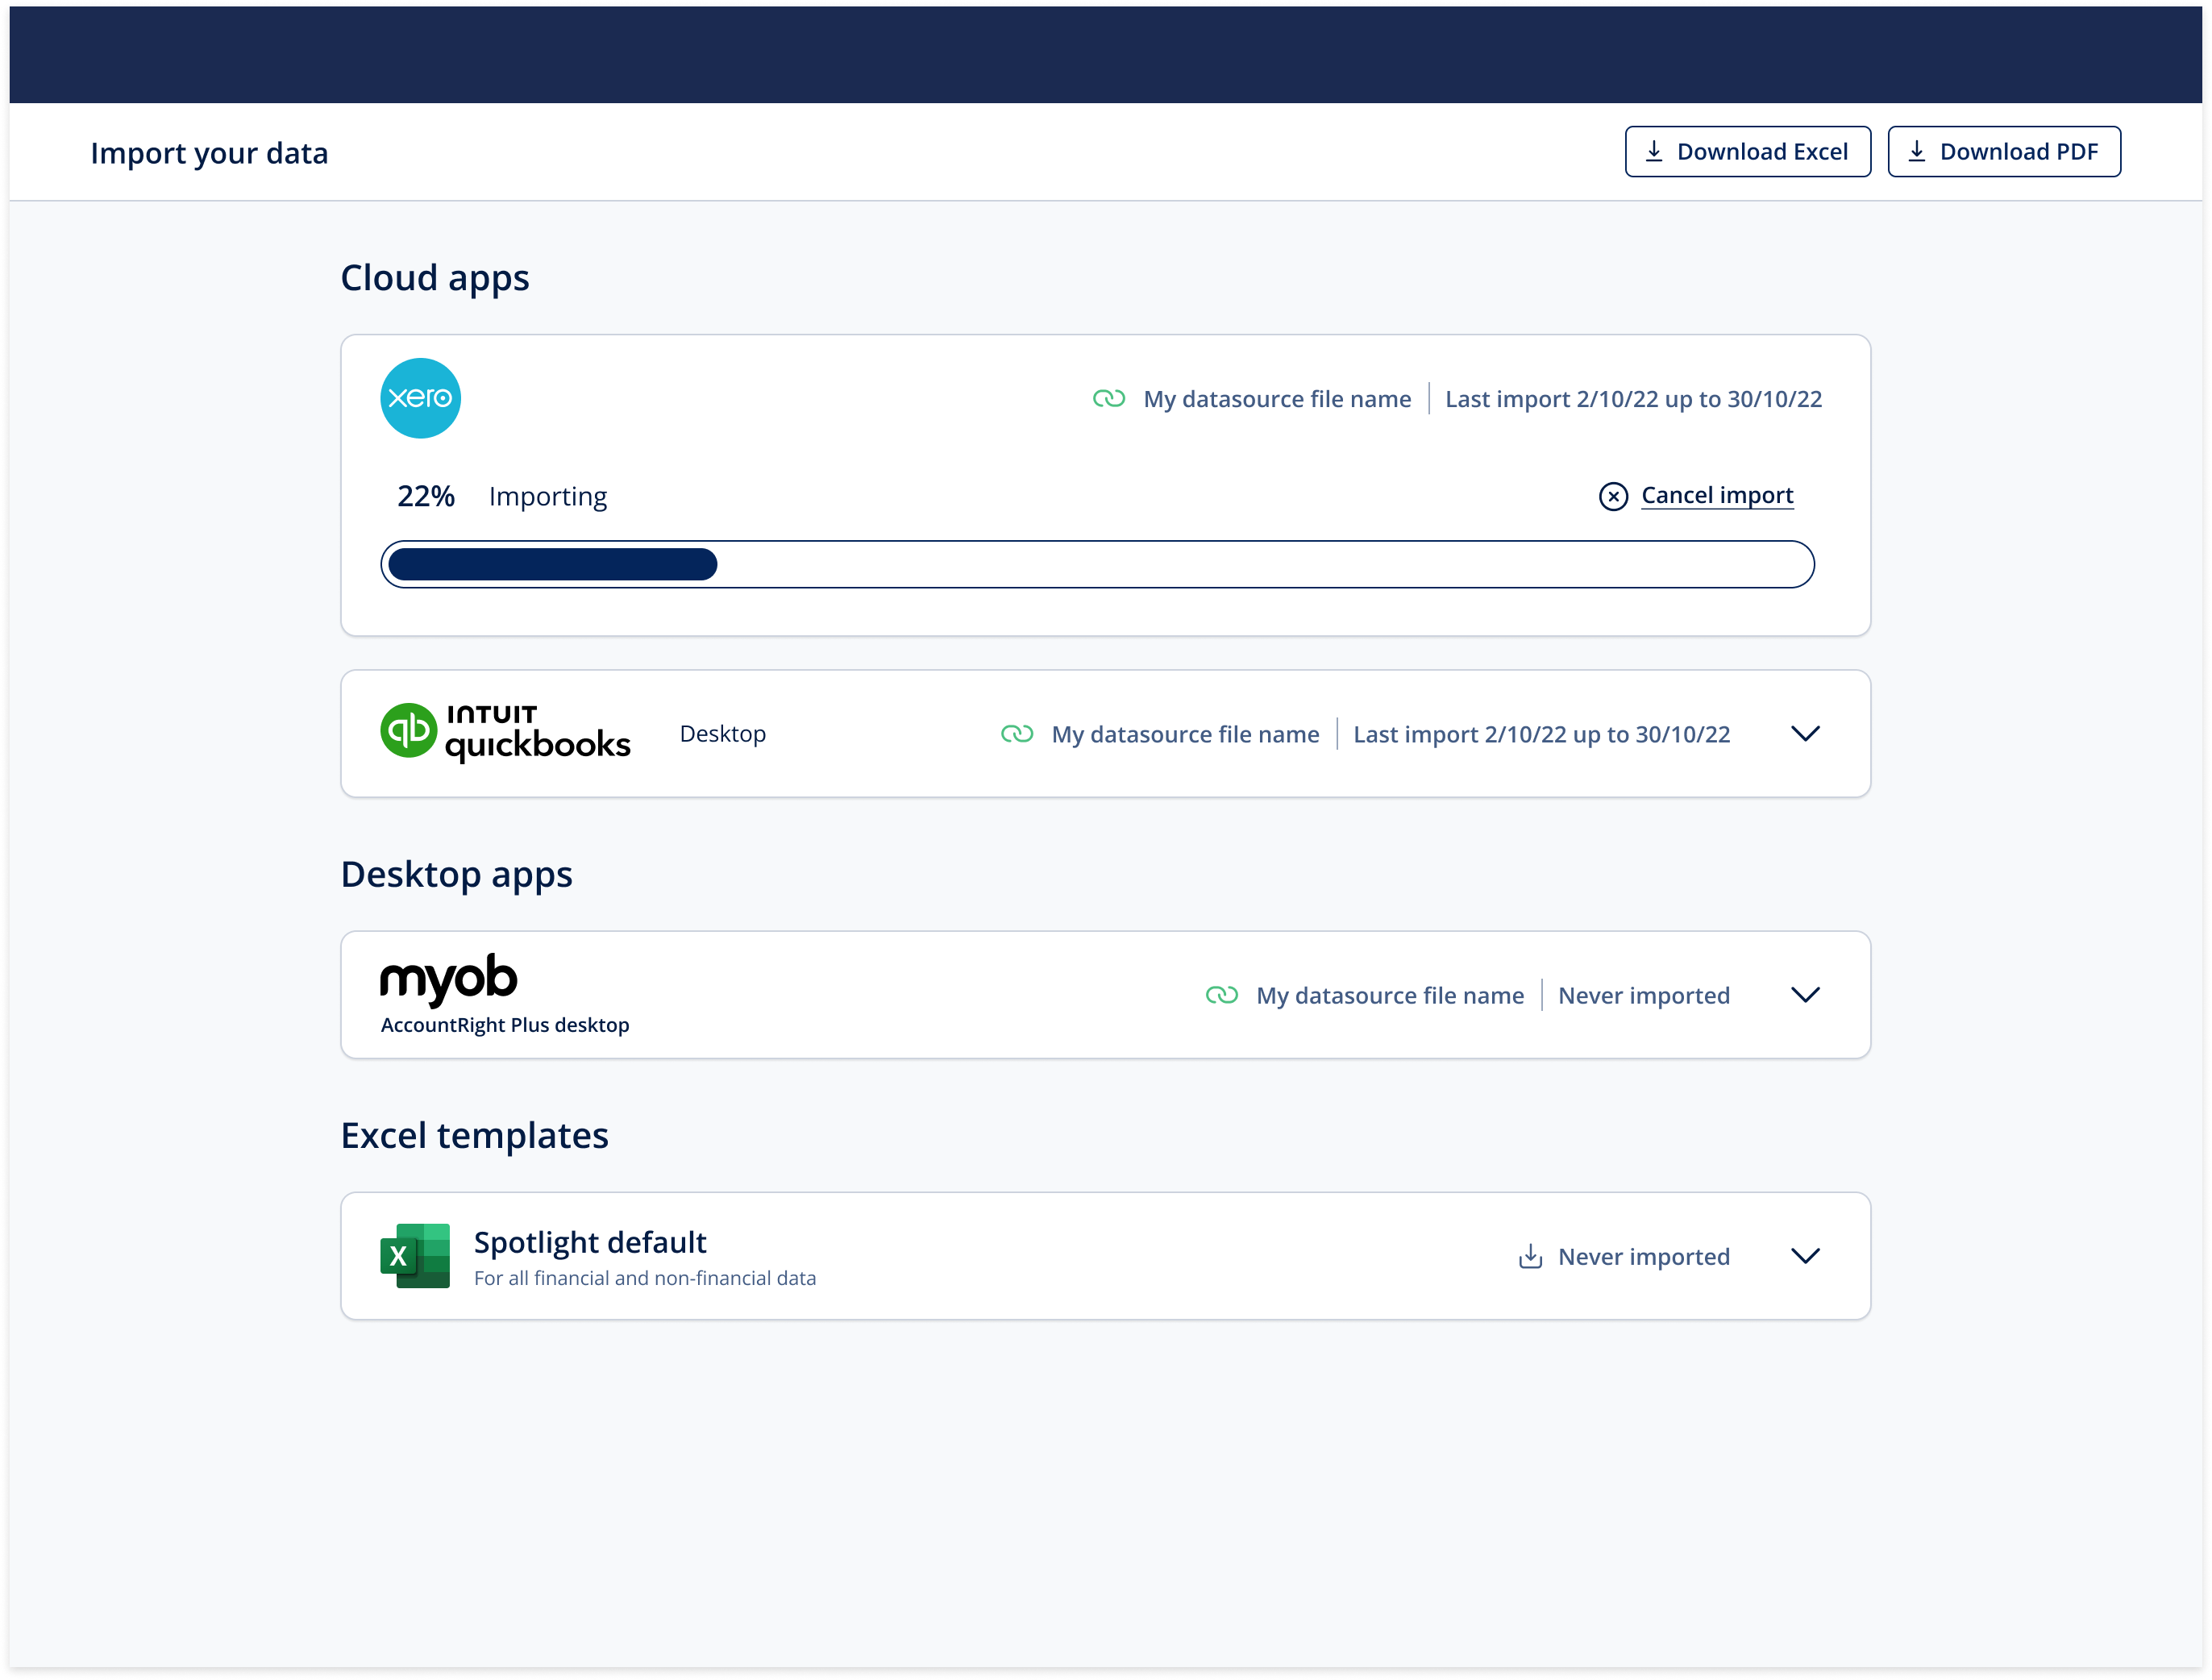 Import your data
Download Excel
Download PDF
Cloud apps
xero
My datasource file name
Last import 2/10/22 up to 30/10/22
22%
Importing
Cancel import
qb
INTUIT
quickbooks
Desktop
My datasource file name
Last import 2/10/22 up to 30/10/22
Desktop apps
myob
AccountRight Plus desktop
My datasource file name
Never imported
Excel templates
X
Spotlight default
For all financial and non-financial data
Never imported